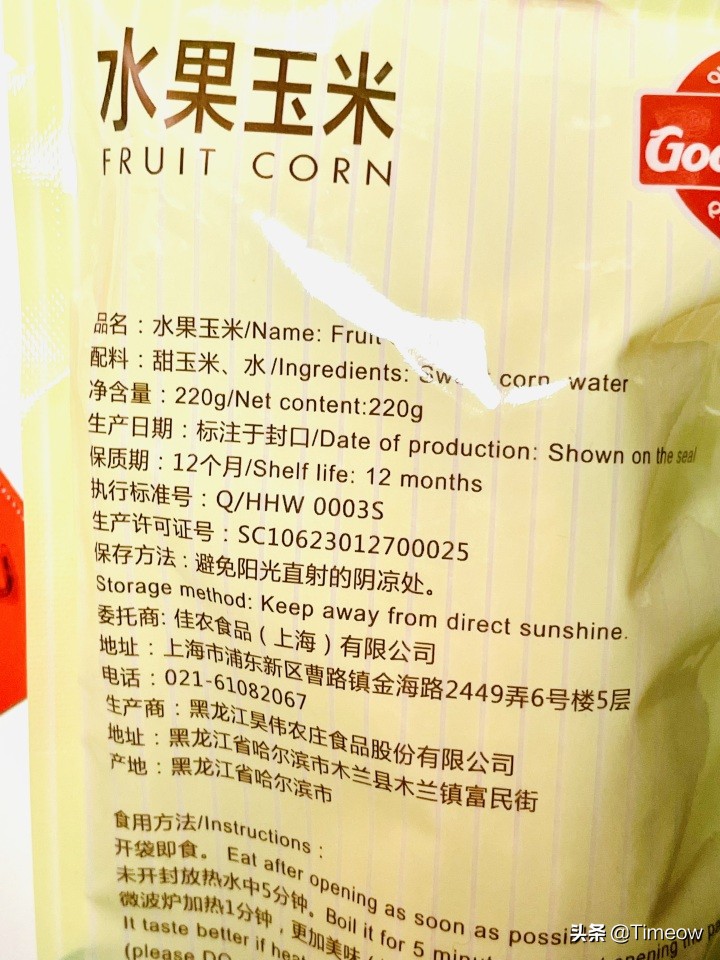 水果玉米
FRUIT CORN
Goo
品名：水果玉米/Name: Fruit
配料：甜玉米、水/Ingredients: corn, water
净含量：220g/Net content:220g
生产日期：标注于封口/Date of production: Shown on the seal
保质期：12个月/Shelf life: 12 months
执行标准号：Q/HHW 0003S
生产许可证号：SC10623012700025
保存方法：避免阳光直射的阴凉处。
Storage method: Keep away from direct sunshine.
委托商: 佳农食品（上海）有限公司
地址：上海市浦东新区曹路镇金海路2449弄6号楼5层
电话：021-61082067
生产商：黑龙江昊伟农庄食品股份有限公司
地址：黑龙江省哈尔滨市木兰县木兰镇富民街
产地：黑龙江省哈尔滨市
食用方法/Instructions：
开袋即食。Eat after opening as soon as possi
未开封放热水中5分钟。Boil it for 5 minu opening the pa
微波炉加热1分钟，更加美味
It taste better if heat
(please DO
头条 @Timeow